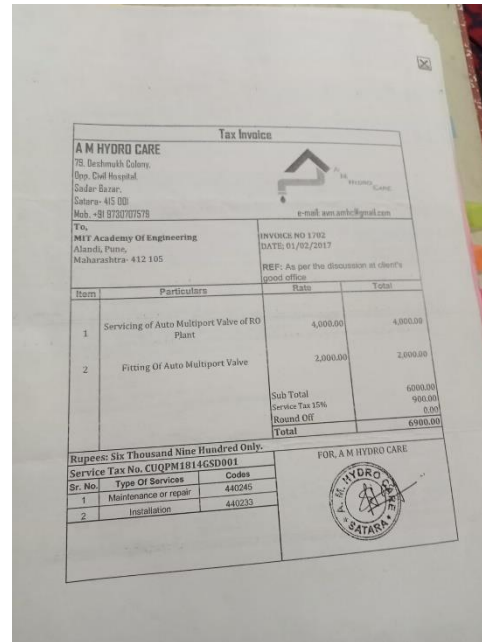 Tax Invoice
A M HYDRO CARE
79, Deshmukh Colony,
Opp. Civil Hospital,
Sadar Bazar,
Satara- 415 001
Mob. +91 9730707579
A
M
HYDRO
CARE
e-mail: awn.amhc@gmail.com
To,
MIT Academy Of Engineering
Alandi, Pune,
Maharashtra- 412 105
INVOICE NO 1702
DATE: 01/02/2017
REF: As per the discussion at client's
good office
Item Particulars Rate Total
1 Servicing of Auto Multiport Valve of RO 4,000.00 4,000.00
Plant
2 Fitting Of Auto Multiport Valve 2,000.00 2,000.00
Sub Total 6000.00
Service Tax 15% 900.00
Round Off 0.00
Total 6900.00
Rupees: Six Thousand Nine Hundred Only.
Service Tax No. CUQPM1814GSD001
Sr. No. Type Of Services Codes
1 Maintenance or repair 440245
2 Installation 440233
FOR, A M HYDRO CARE
A. M. HYDRO CARE
* SATARA *